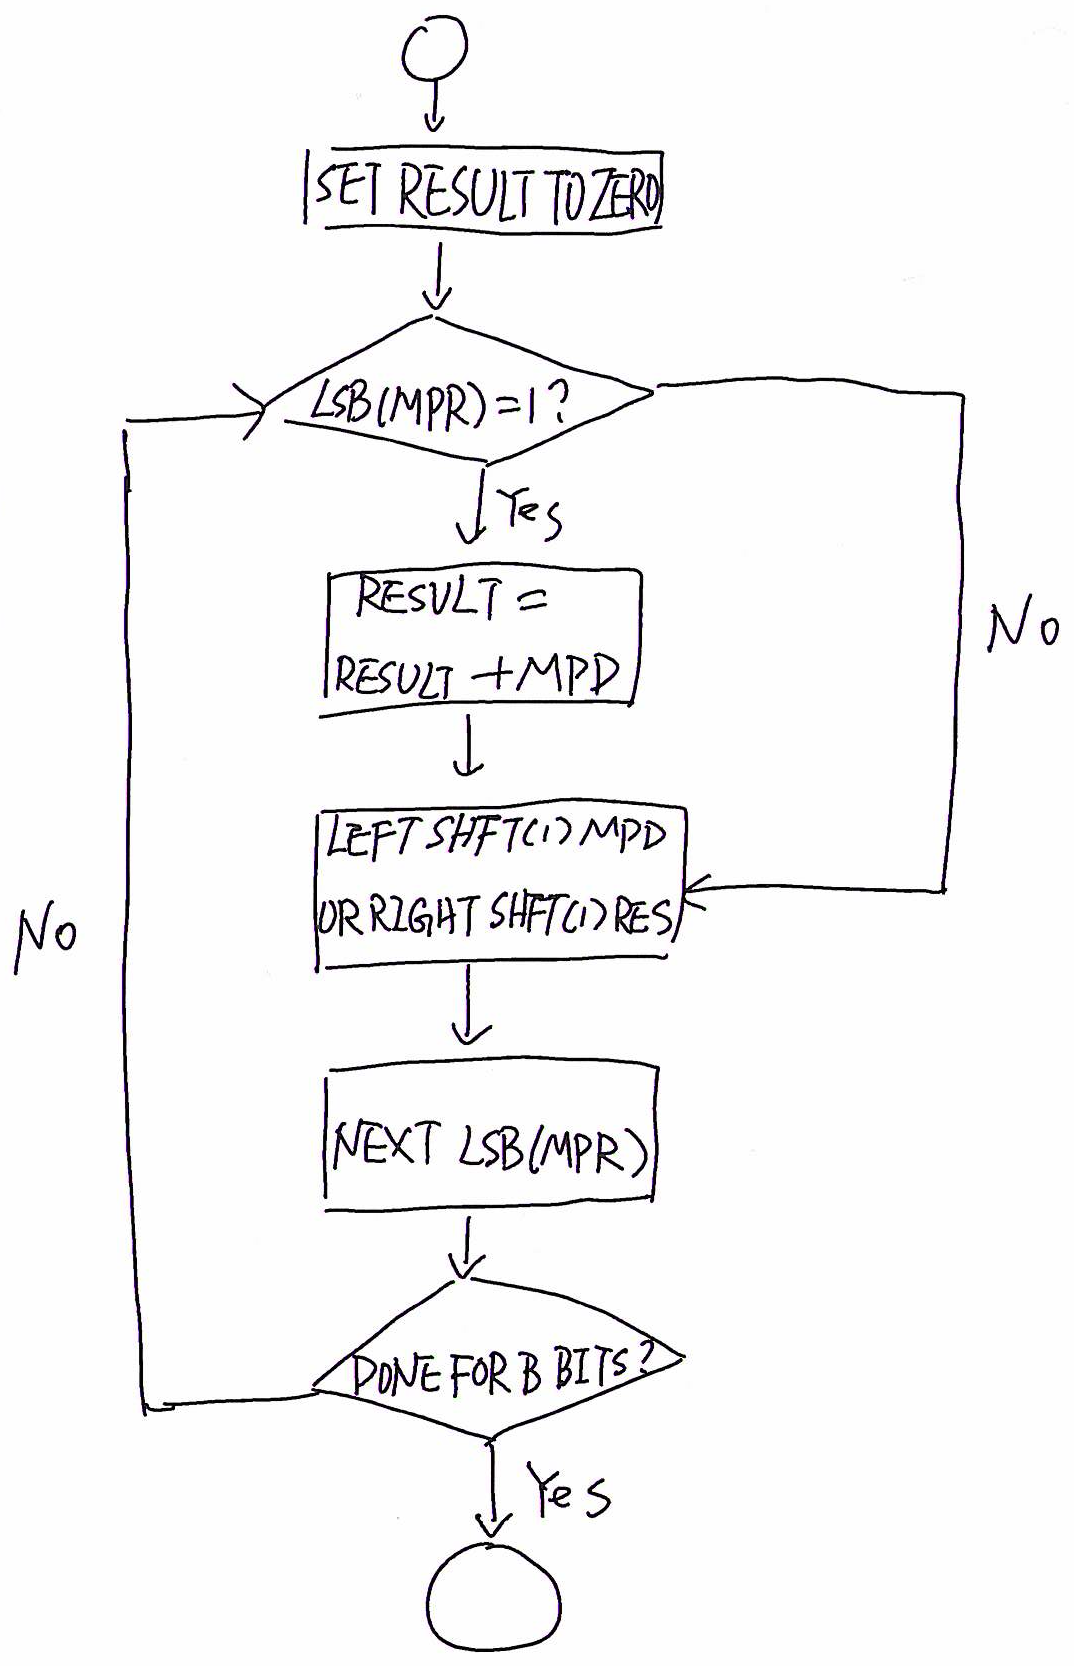 SET RESULT TO ZERO
LSB(MPR)=1?
Yes
RESULT =
RESULT +MPD
No
LEFT SHFT(1) MPD
OR RIGHT SHFT(1) RES
No
NEXT LSB(MPR)
DONE FOR B BITS?
Yes